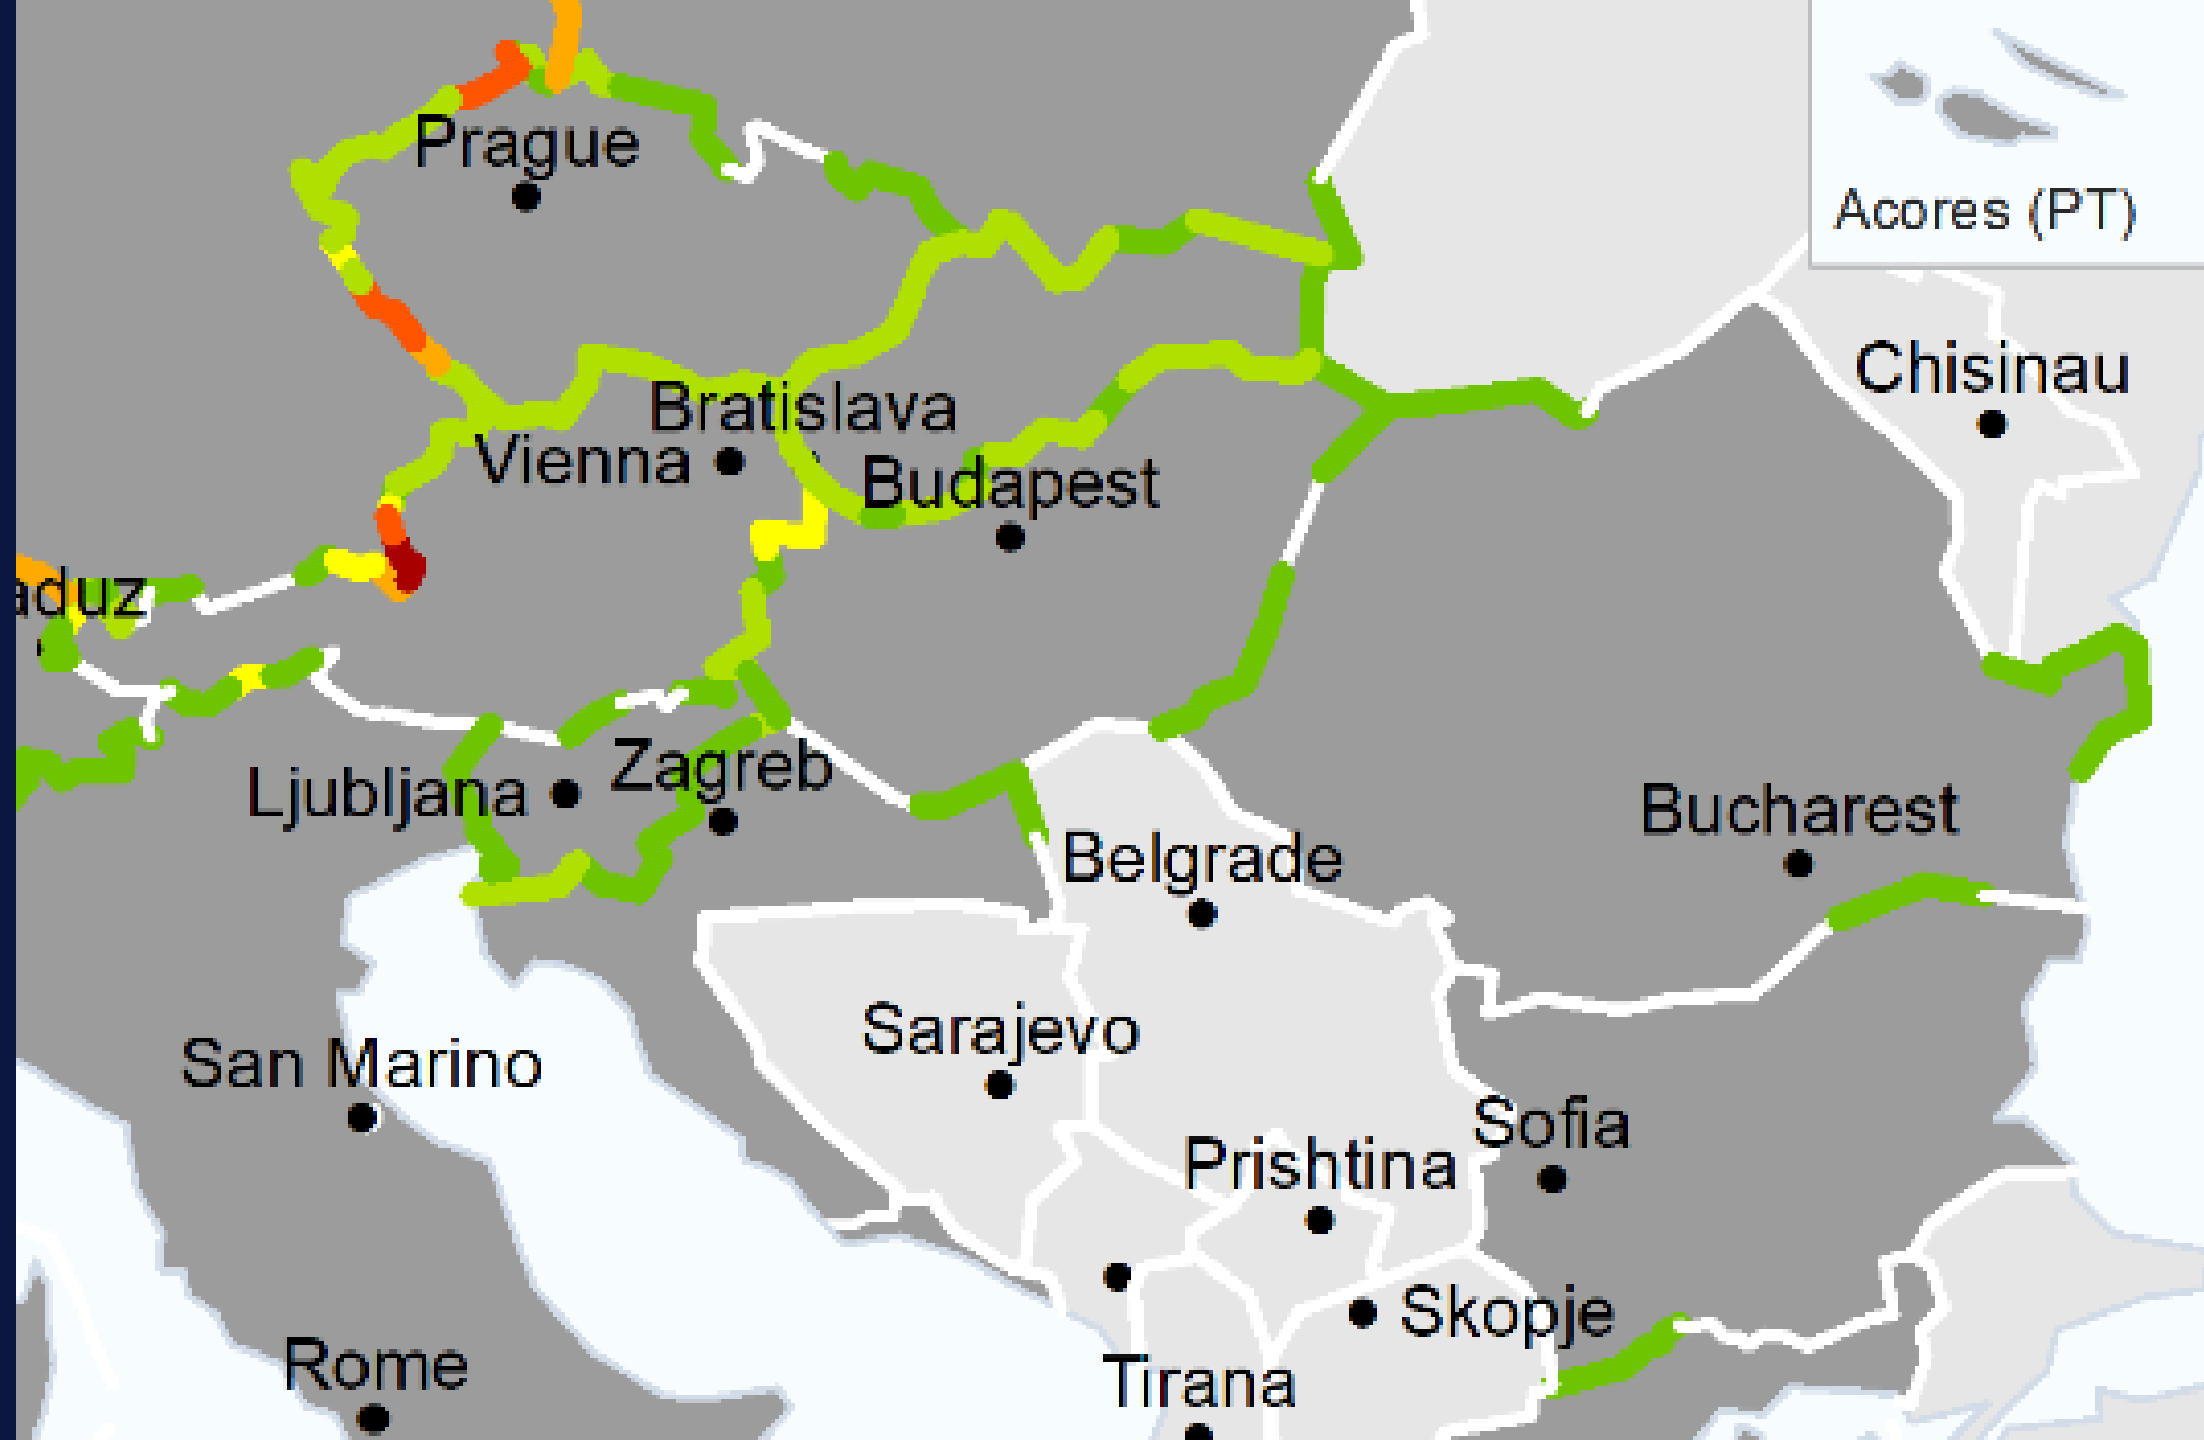 Prague
Acores (PT)
Chisinau
Bratislava
Vienna
Budapest
aduz
Zagreb
Ljubljana
Bucharest
Belgrade
Sarajevo
San Marino
Sofia
Prishtina
Skopje
Rome
Tirana